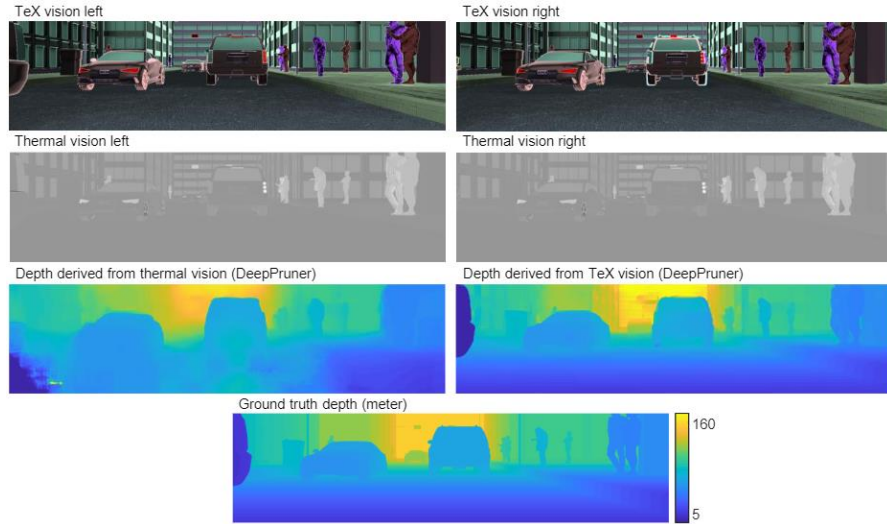 TeX vision left
TeX vision right
Thermal vision left
Thermal vision right
Depth derived from thermal vision (DeepPruner)
Depth derived from TeX vision (DeepPruner)
Ground truth depth (meter)
160
5